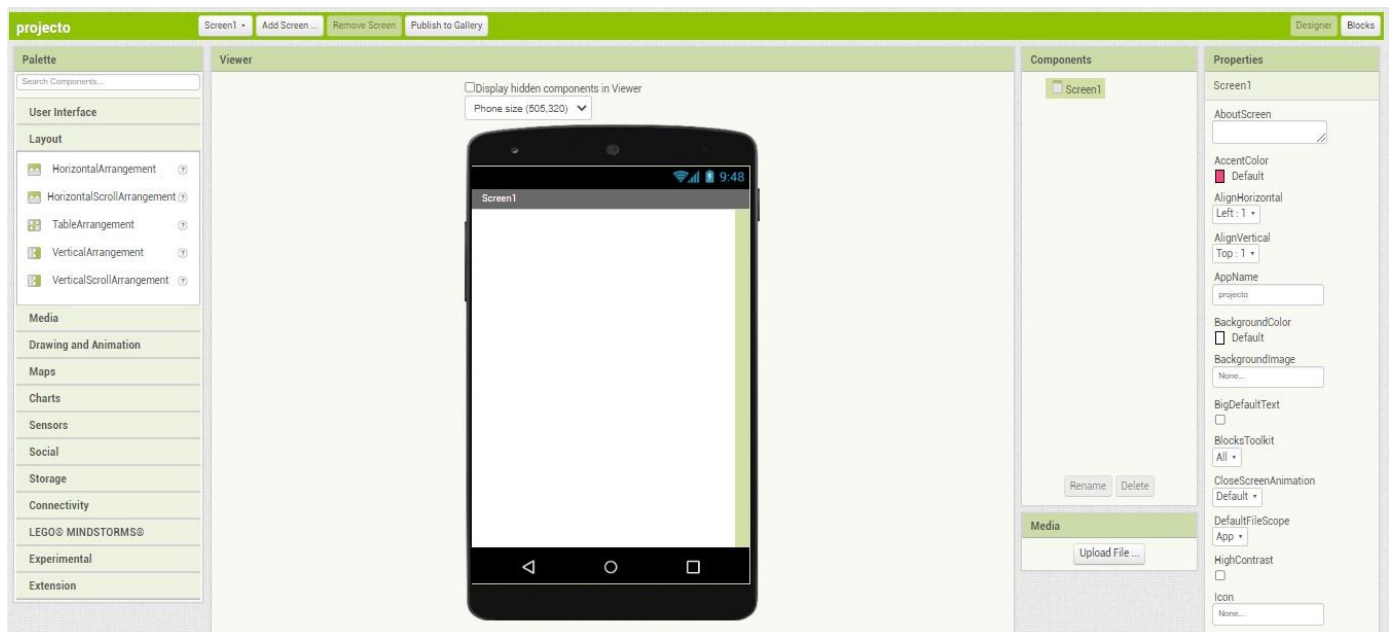 projecto
Screen1
Add Screen ...
Remove Screen
Publish to Gallery
Designer
Blocks
Palette
Search Components...
User Interface
Layout
HorizontalArrangement
HorizontalScrollArrangement
TableArrangement
VerticalArrangement
VerticalScrollArrangement
Media
Drawing and Animation
Maps
Charts
Sensors
Social
Storage
Connectivity
LEGO® MINDSTORMS®
Experimental
Extension
Viewer
Display hidden components in Viewer
Phone size (505,320)
9:48
Screen1
Components
Screen1
Rename
Delete
Media
Upload File ...
Properties
Screen1
AboutScreen
AccentColor
Default
AlignHorizontal
Left : 1
AlignVertical
Top : 1
AppName
projecto
BackgroundColor
Default
BackgroundImage
None...
BigDefaultText
BlocksToolkit
All
CloseScreenAnimation
Default
DefaultFileScope
App
HighContrast
Icon
None...